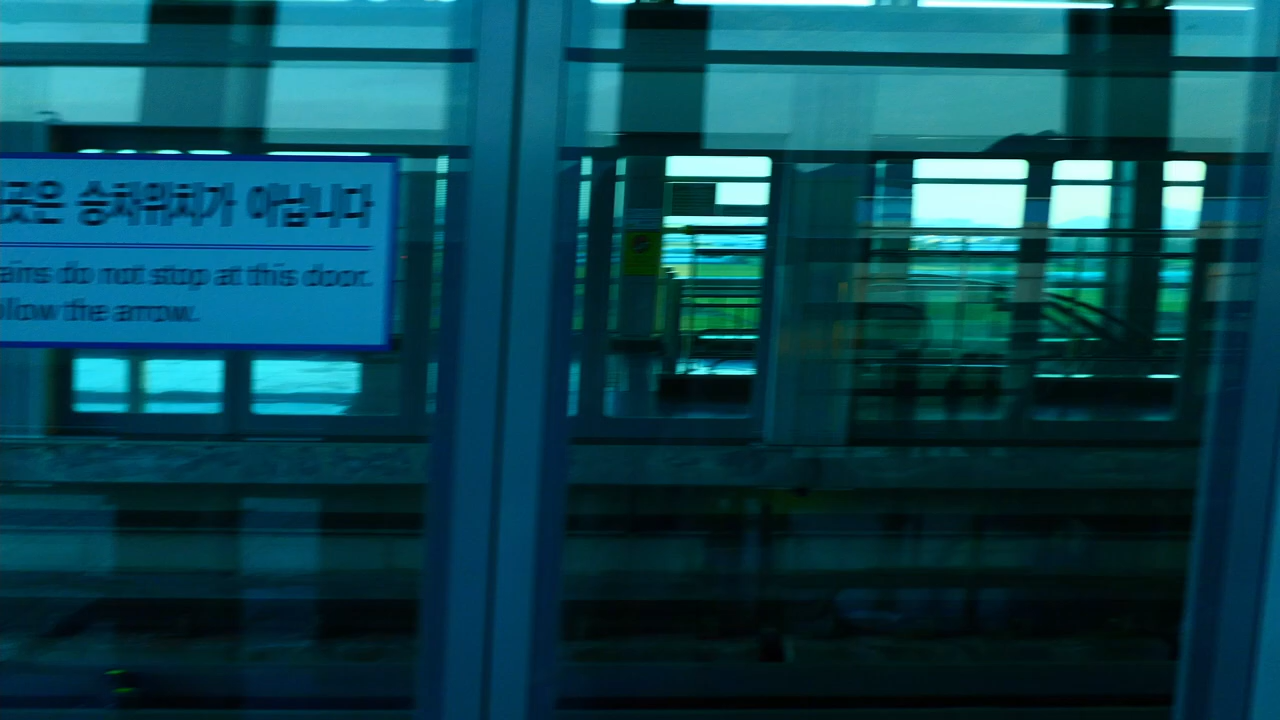 곳은 승차위치가 아닙니다
ains do not stop at this door.
ollow the arrow.